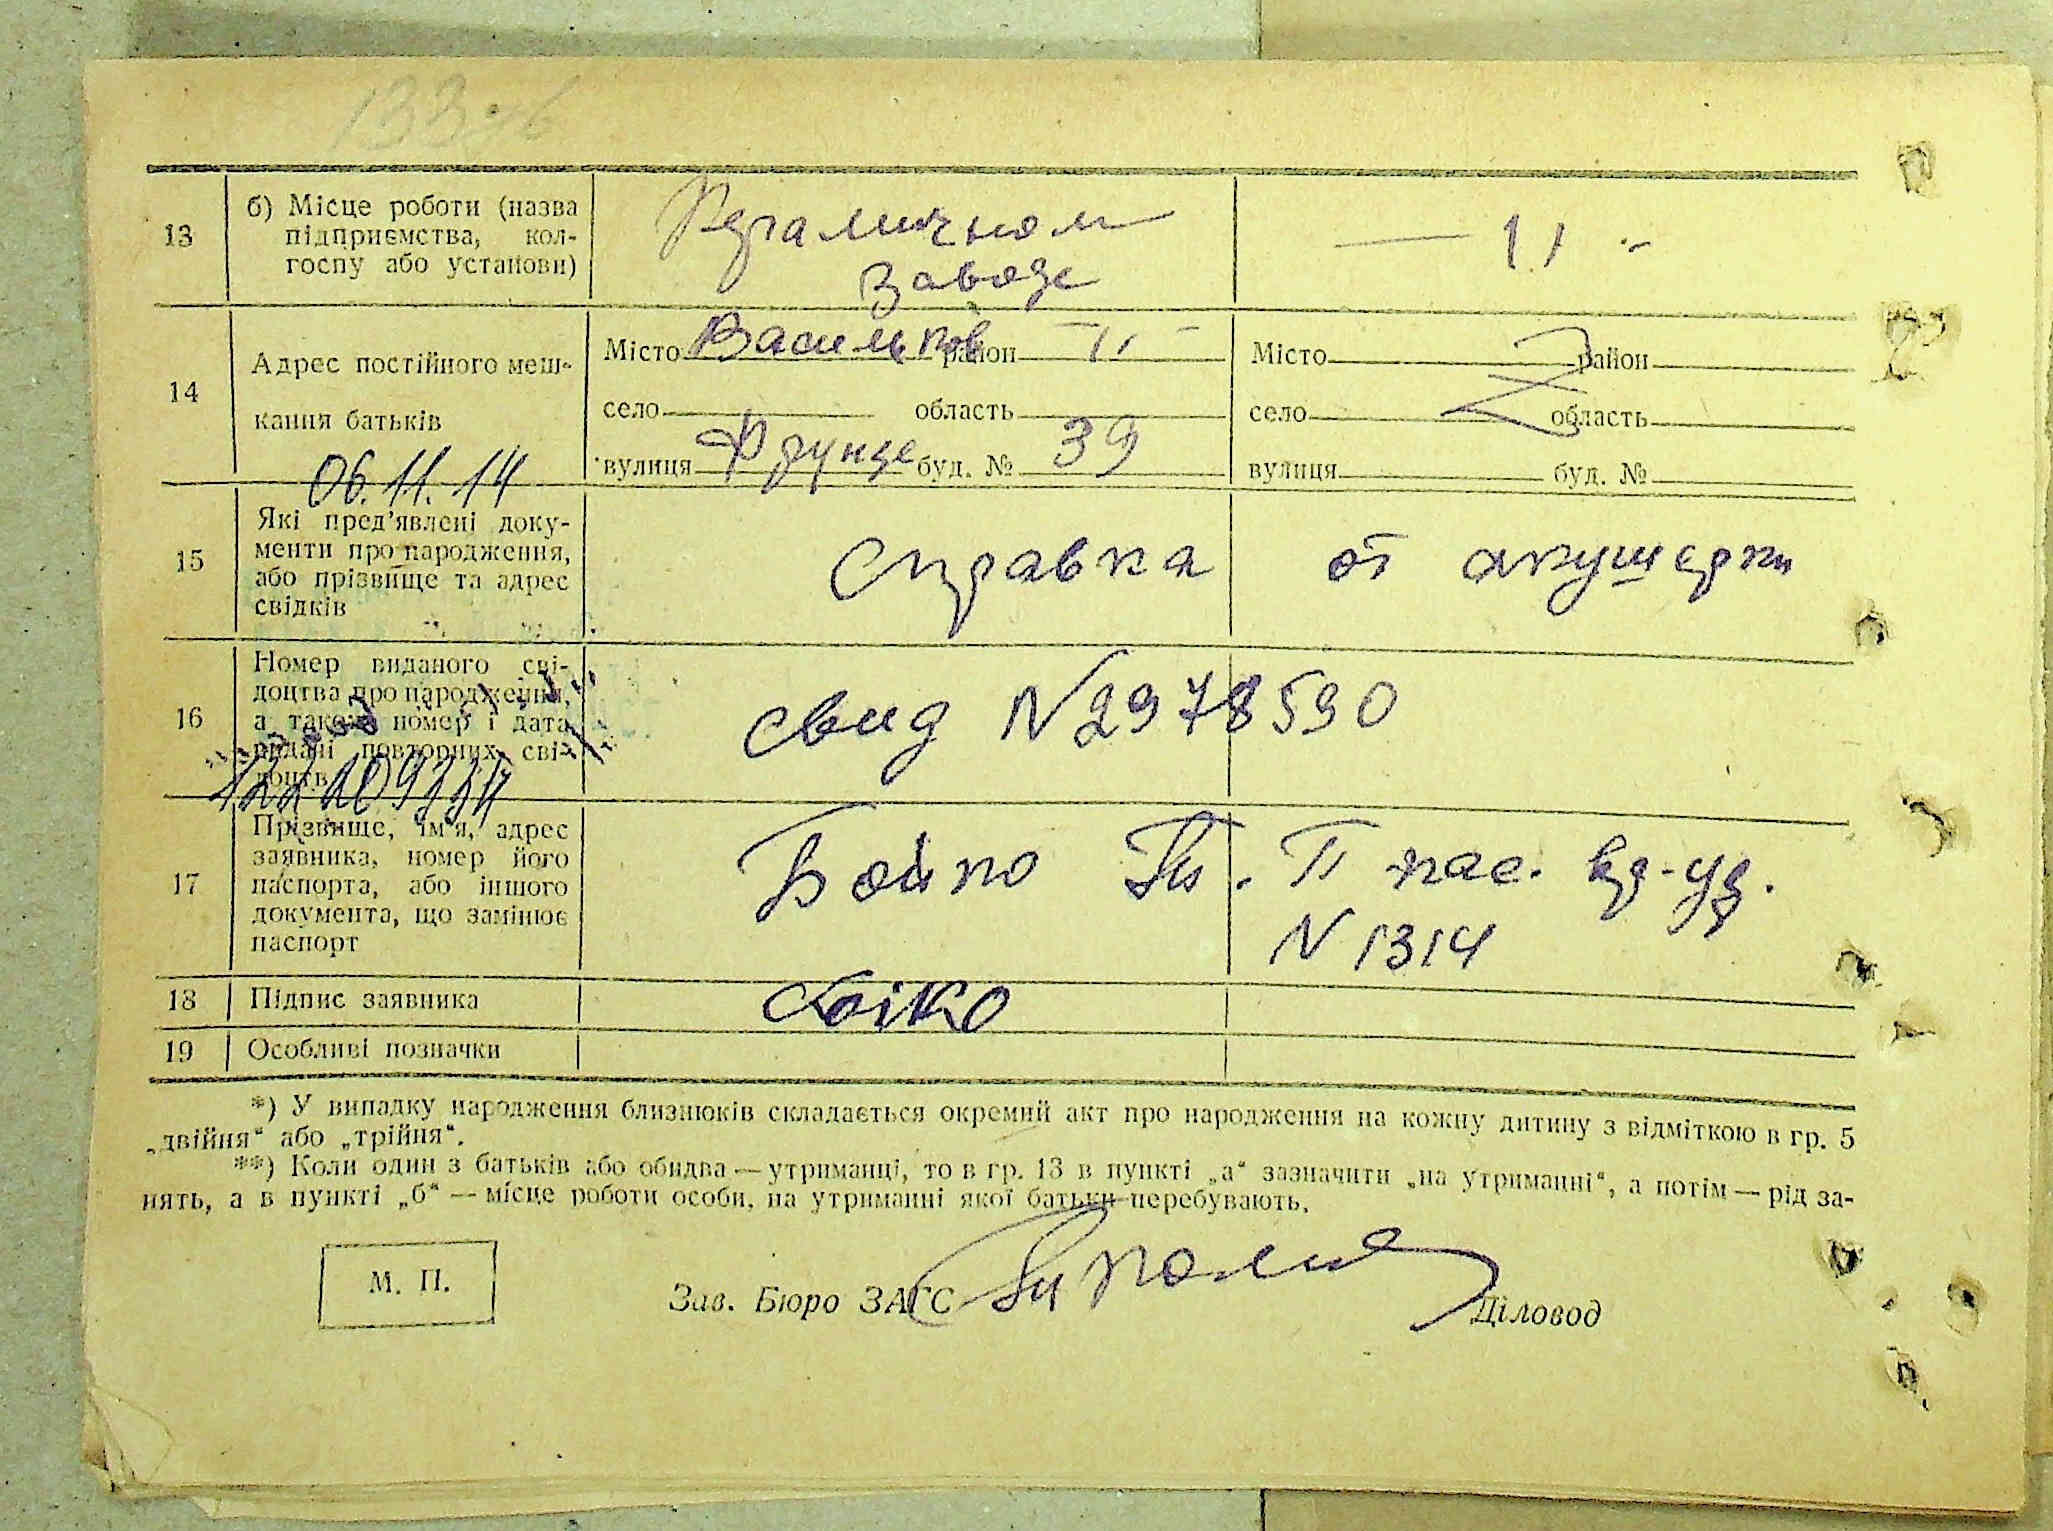 133зв
13
б) Місце роботи (назва
підприємства, кол-
госпу або установи)
Керамичном
заводе
— 11 -
14
Адрес постійного меш-
кання батьків
Місто Васильков район — 11 —
село область
вулиця Фрунзе буд. № 39
Місто район
село область
вулиця буд. №
06.11.14
15
Які пред'явлені доку-
менти про народження,
або прізвище та адрес
свідків
справка от акушерки
16
Номер виданого сві-
доцтва про народження,
а також номер і дата
видані повторних сві-
доцтв
свид N 2978590
17
Прізвище, ім'я, адрес
заявника, номер його
паспорта, або іншого
документа, що замінює
паспорт
Бойко П пас.
N 1314
18
Підпис заявника
Боіко
19
Особливі позначки
*) У випадку народження близнюків складається окремий акт про народження на кожну дитину з відміткою в гр. 5
„двійня“ або „трійня“.
**) Коли один з батьків або обидва — утриманці, то в гр. 13 в пункті „а“ зазначити „на утриманні“, а потім — рід за-
нять, а в пункті „б“ — місце роботи особи, на утриманні якої батьки перебувають.
М. П.
Зав. Бюро ЗАГС
Діловод